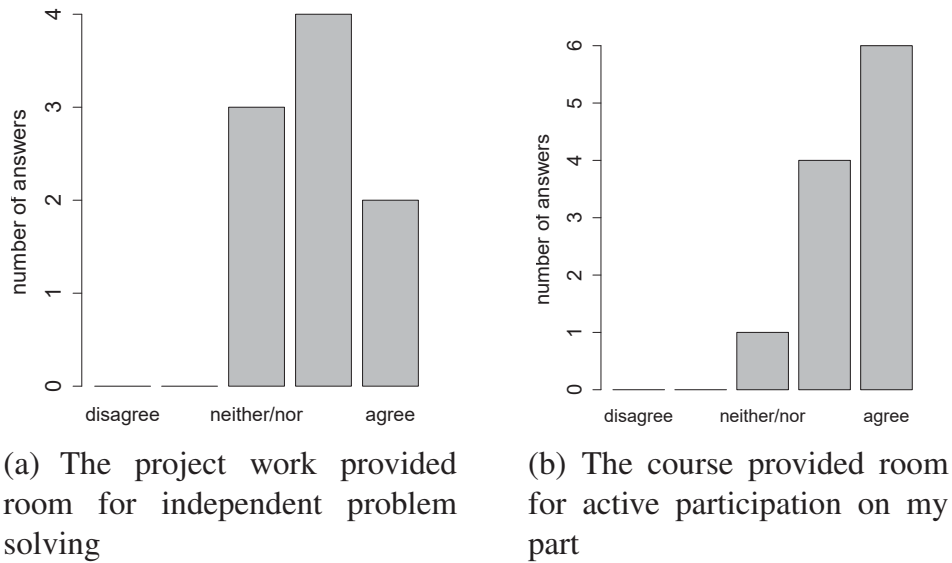 number of answers
4
3
2
1
0
disagree neither/nor agree
(a) The project work provided
room for independent problem
solving
number of answers
6
5
4
3
2
1
0
disagree neither/nor agree
(b) The course provided room
for active participation on my
part